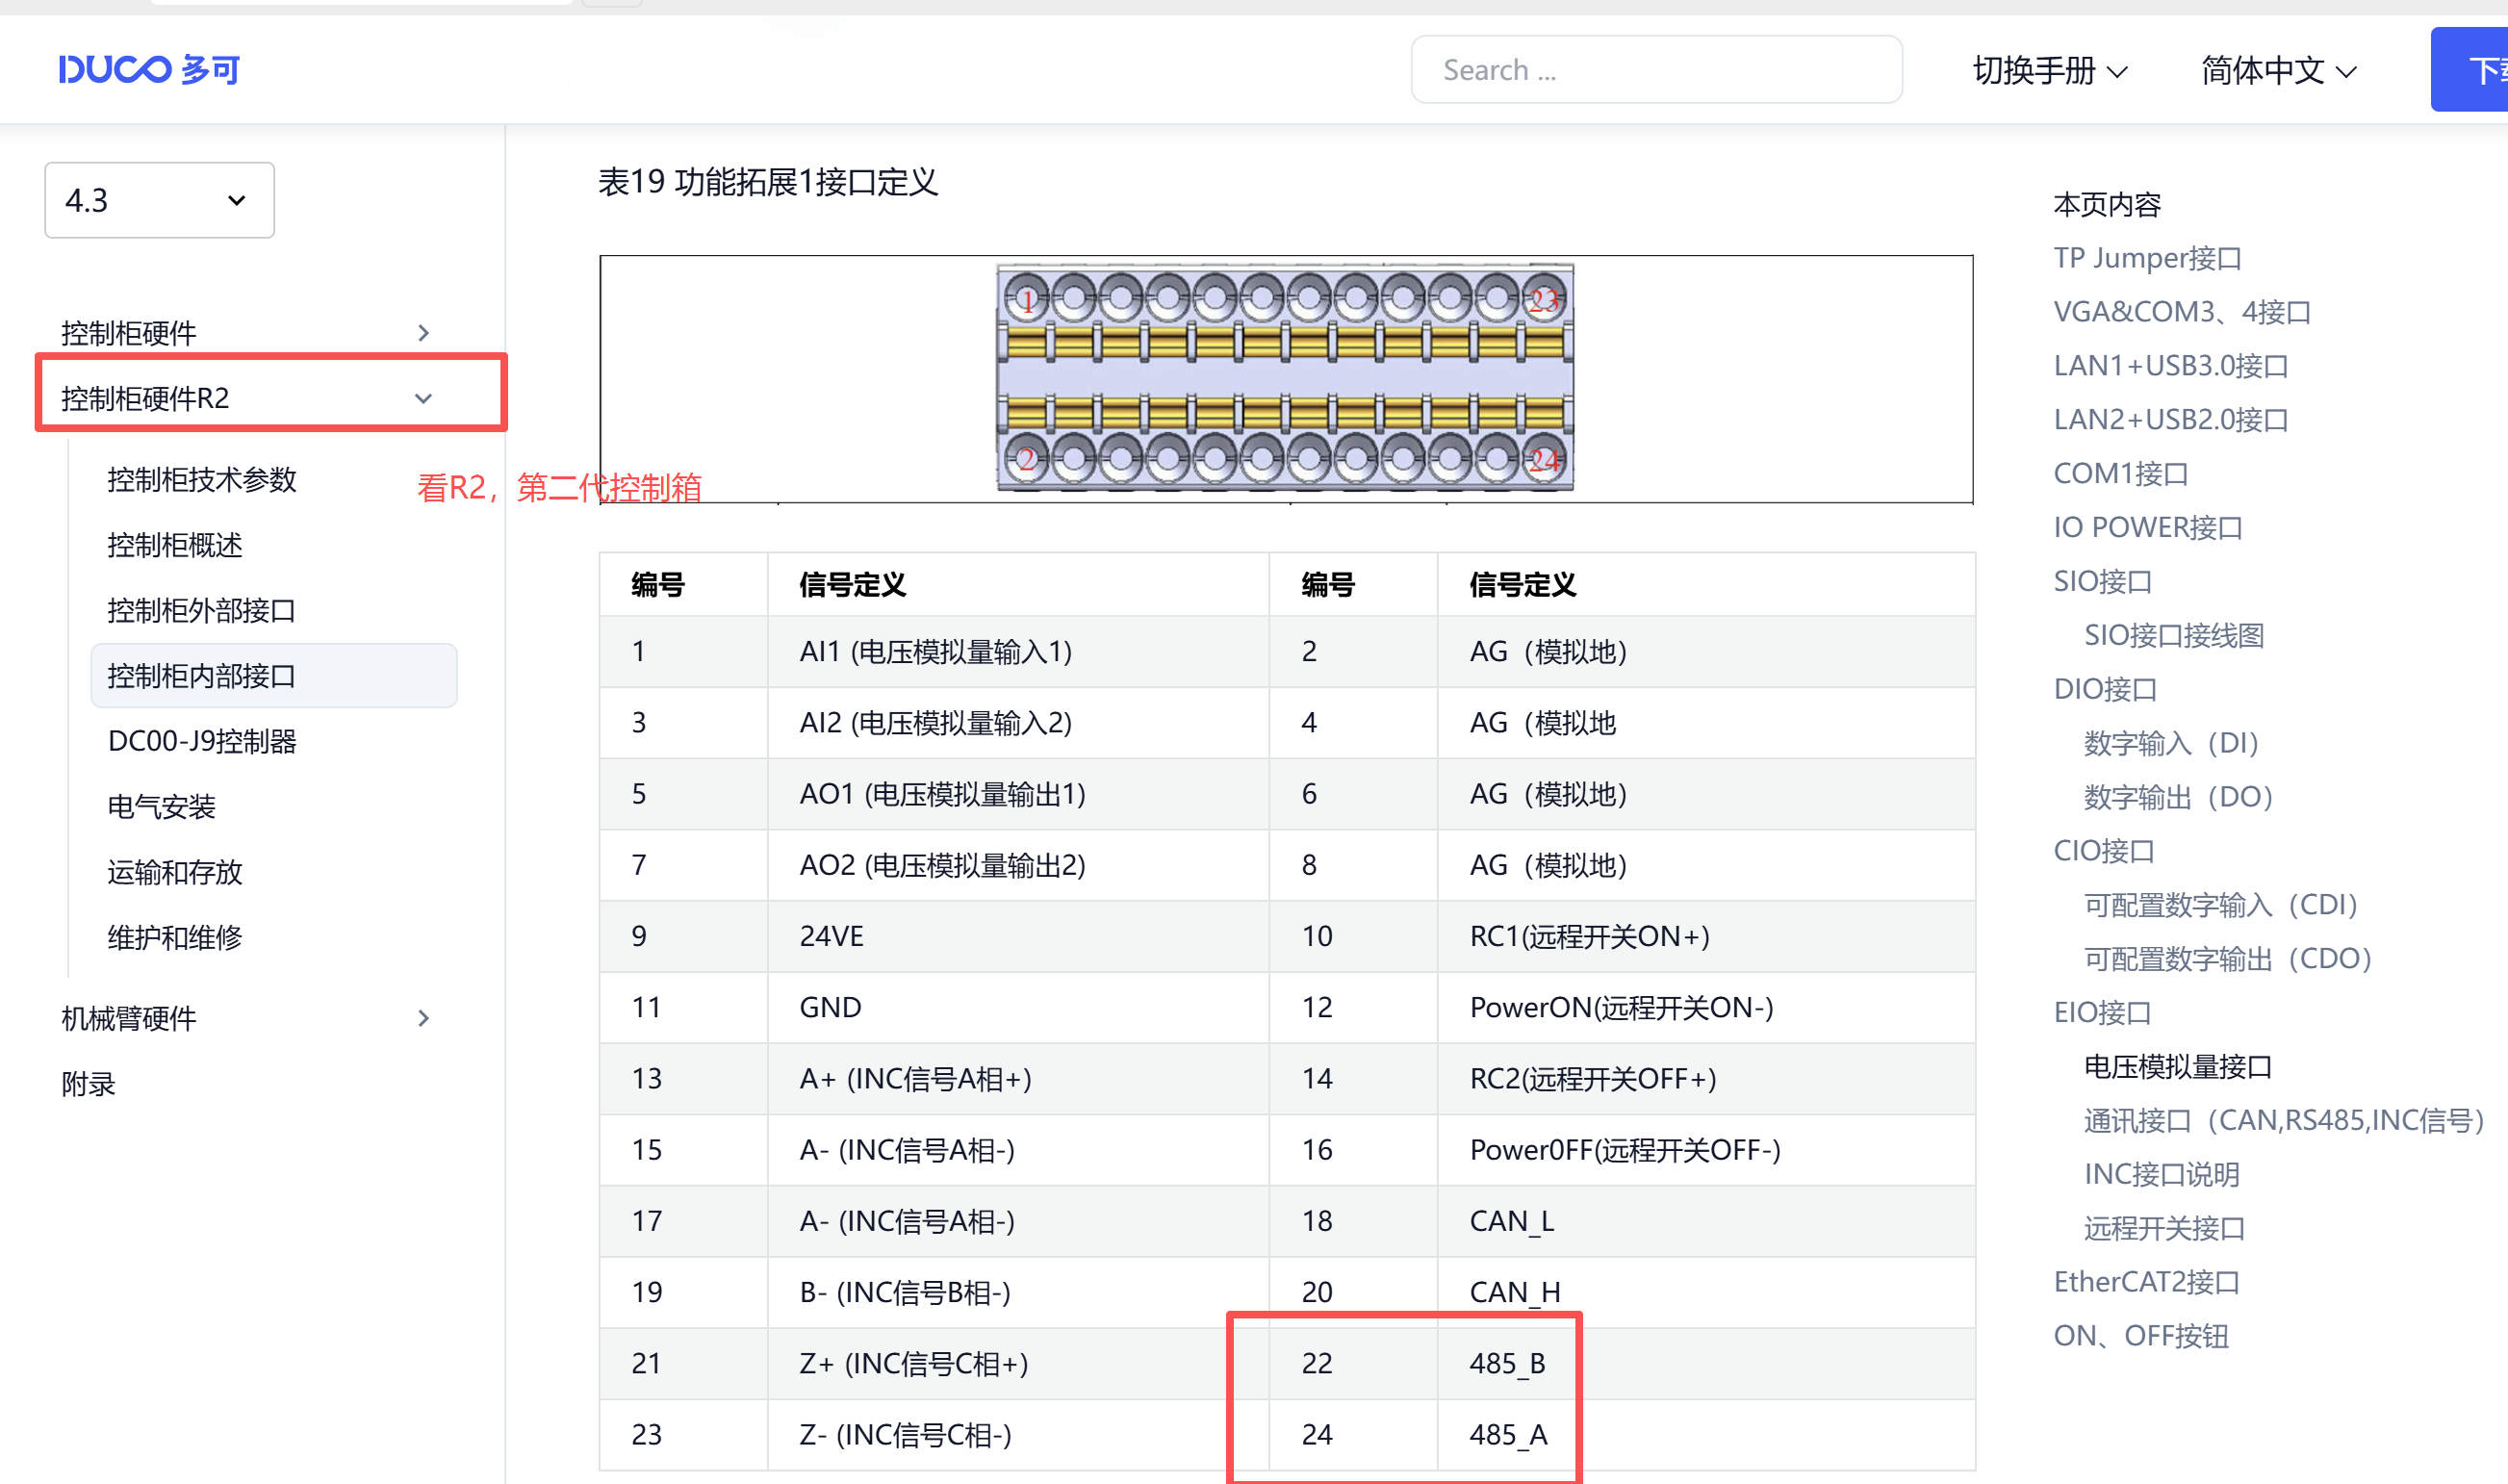 DUCO 多可
Search ...
切换手册
简体中文
4.3
控制柜硬件
控制柜硬件R2
控制柜技术参数
控制柜概述
控制柜外部接口
控制柜内部接口
DC00-J9控制器
电气安装
运输和存放
维护和维修
机械臂硬件
附录
看R2，第二代控制箱
表19 功能拓展1接口定义
1 23
2 24
编号 信号定义 编号 信号定义
1 AI1 (电压模拟量输入1) 2 AG（模拟地）
3 AI2 (电压模拟量输入2) 4 AG（模拟地
5 AO1 (电压模拟量输出1) 6 AG（模拟地）
7 AO2 (电压模拟量输出2) 8 AG（模拟地）
9 24VE 10 RC1(远程开关ON+)
11 GND 12 PowerON(远程开关ON-)
13 A+ (INC信号A相+) 14 RC2(远程开关OFF+)
15 A- (INC信号A相-) 16 Power0FF(远程开关OFF-)
17 A- (INC信号A相-) 18 CAN_L
19 B- (INC信号B相-) 20 CAN_H
21 Z+ (INC信号C相+) 22 485_B
23 Z- (INC信号C相-) 24 485_A
本页内容
TP Jumper接口
VGA&COM3、4接口
LAN1+USB3.0接口
LAN2+USB2.0接口
COM1接口
IO POWER接口
SIO接口
SIO接口接线图
DIO接口
数字输入（DI）
数字输出（DO）
CIO接口
可配置数字输入（CDI）
可配置数字输出（CDO）
EIO接口
电压模拟量接口
通讯接口（CAN,RS485,INC信号）
INC接口说明
远程开关接口
EtherCAT2接口
ON、OFF按钮